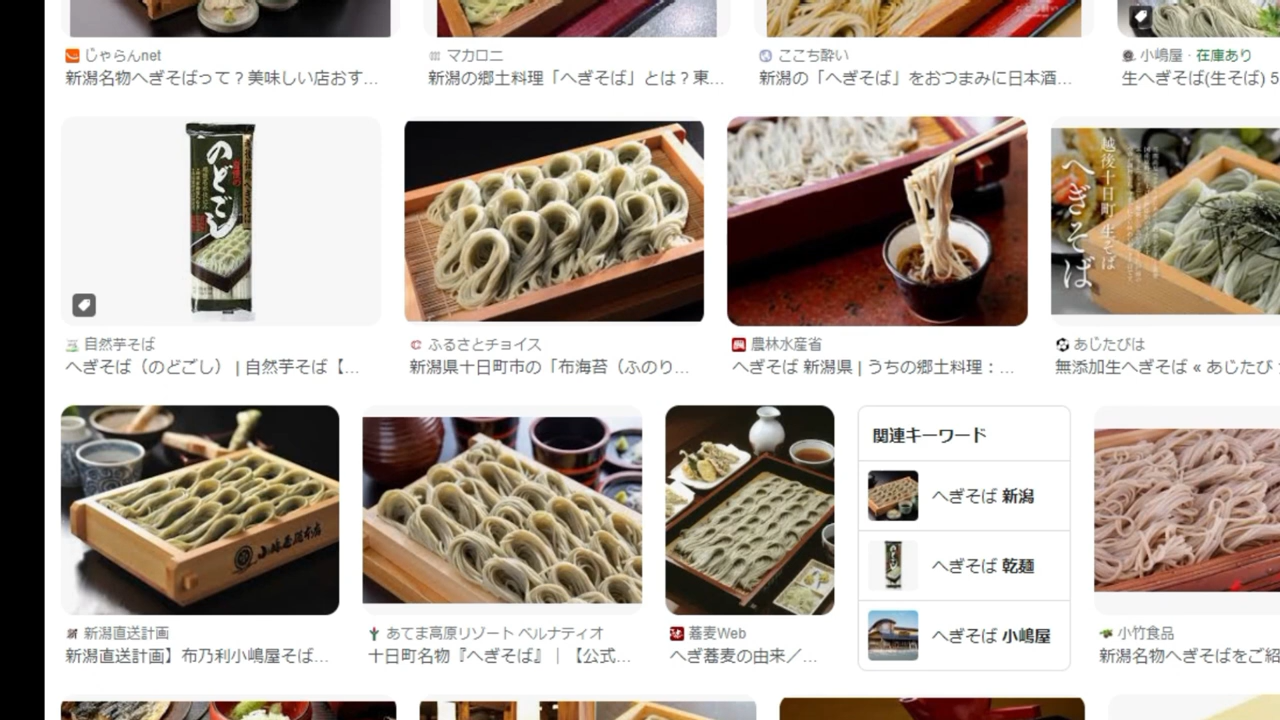 じゃらんnet
新潟名物へぎそばって？美味しい店おす...
マカロニ
新潟の郷土料理「へぎそば」とは？東...
ここち酔い
新潟の「へぎそば」をおつまみに日本酒...
小嶋屋・在庫あり
生へぎそば(生そば) 5
のどごし
越後十日町生そば
へぎそば
自然芋そば
へぎそば（のどごし） | 自然芋そば【...
ふるさとチョイス
新潟県十日町市の「布海苔（ふのり...
農林水産省
へぎそば 新潟県 | うちの郷土料理：...
あじたびは
無添加生へぎそば « あじたび
関連キーワード
へぎそば 新潟
へぎそば 乾麺
へぎそば 小嶋屋
小嶋屋總本店
新潟直送計画
新潟直送計画】布乃利小嶋屋そば...
あてま高原リゾート ベルナティオ
十日町名物『へぎそば』｜【公式...
蕎麦Web
へぎ蕎麦の由来／...
小竹食品
新潟名物へぎそばをご紹